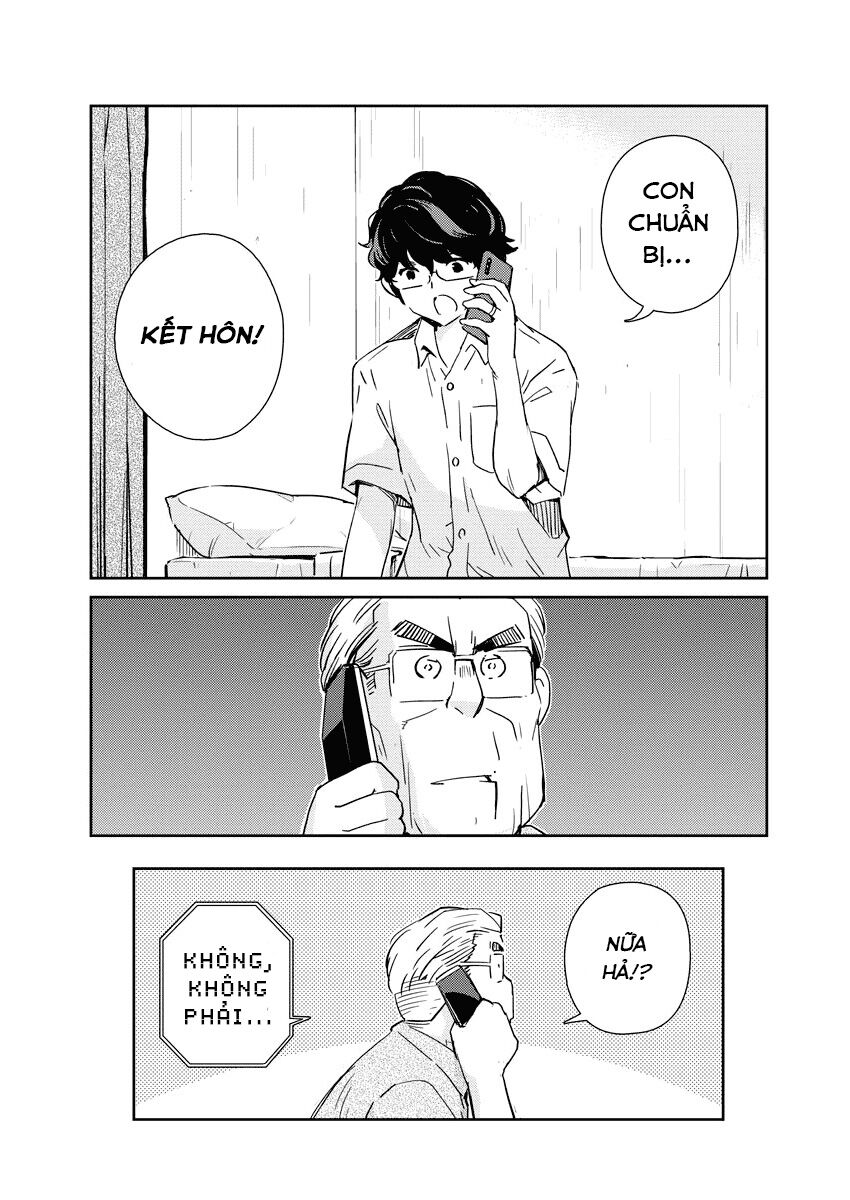 CON
CHUẨN
BỊ...
KẾT HÔN!
NỮA
HẢ!?
KHÔNG,
KHÔNG
PHẢI...